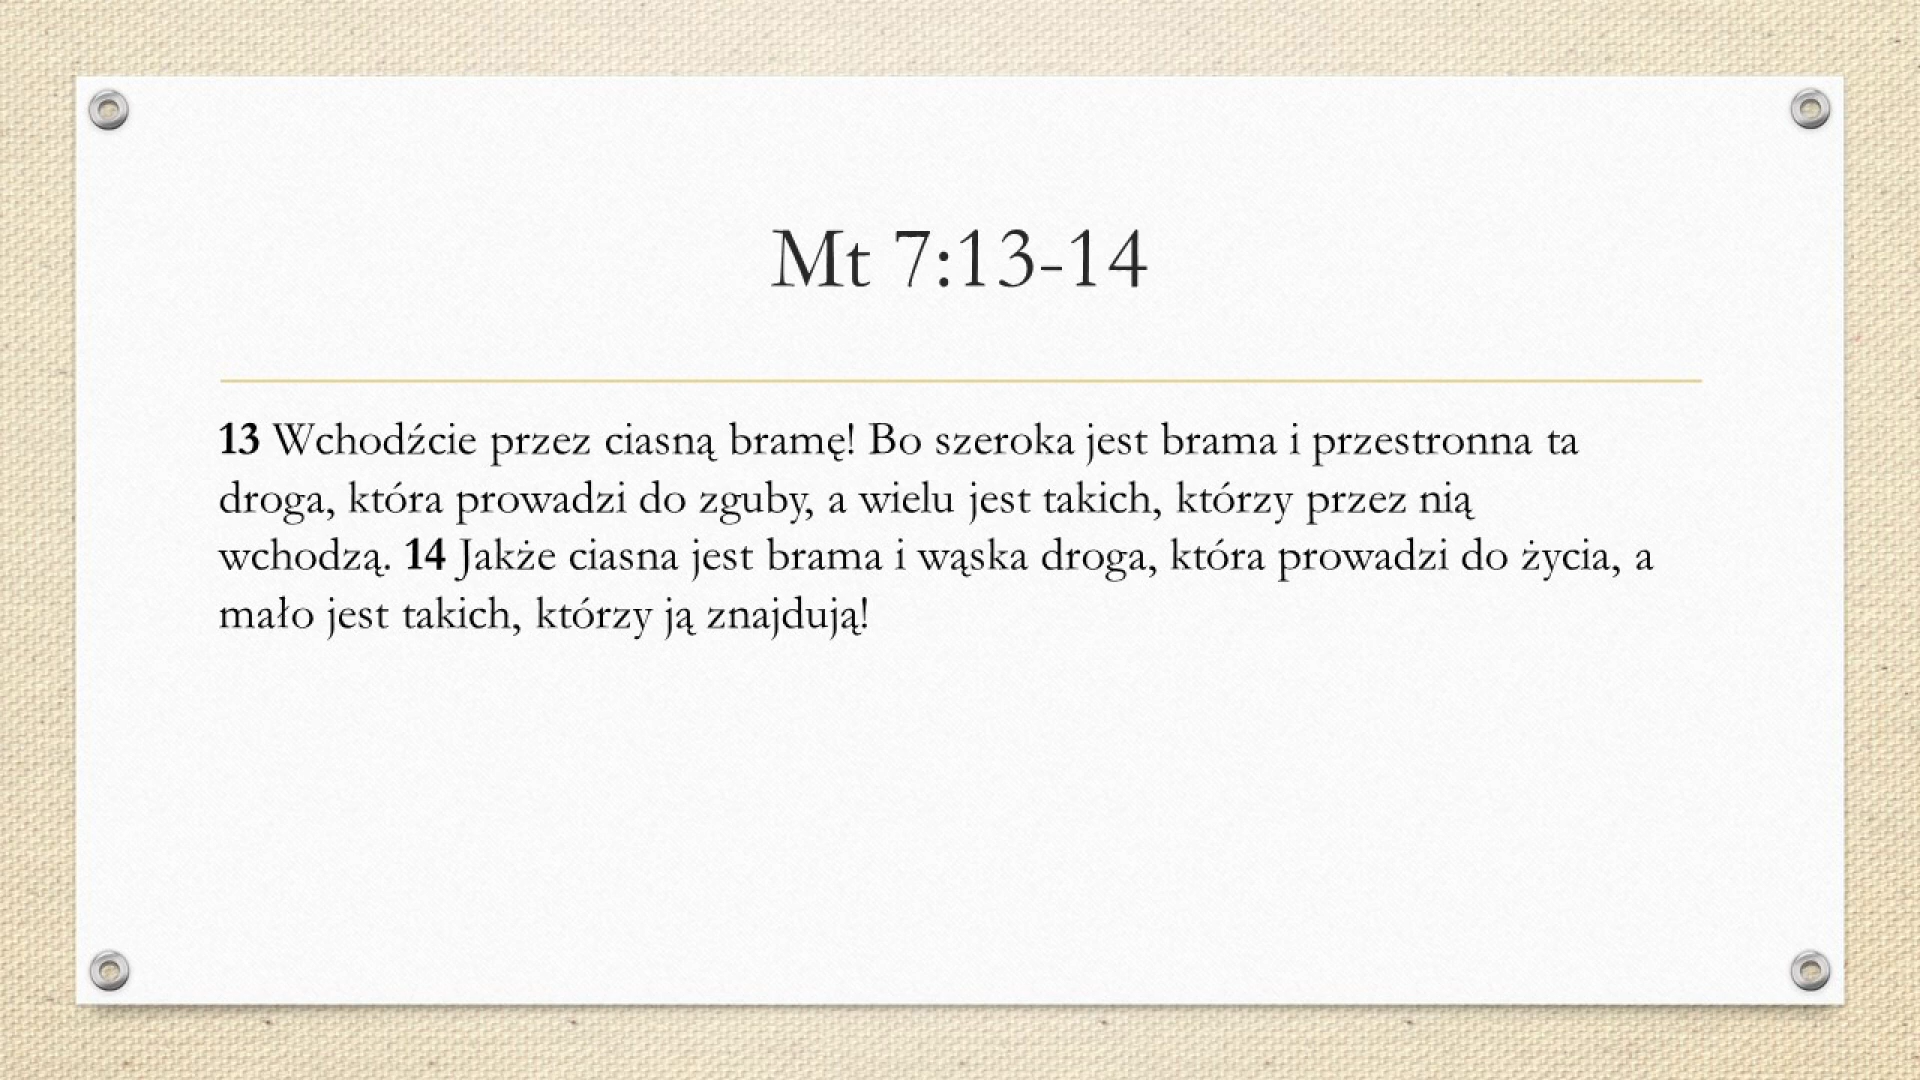 Mt 7:13-14
13 Wchodźcie przez ciasną bramę! Bo szeroka jest brama i przestronna ta
droga, która prowadzi do zguby, a wielu jest takich, którzy przez nią
wchodzą. 14 Jakże ciasna jest brama i wąska droga, która prowadzi do życia, a
mało jest takich, którzy ją znajdują!